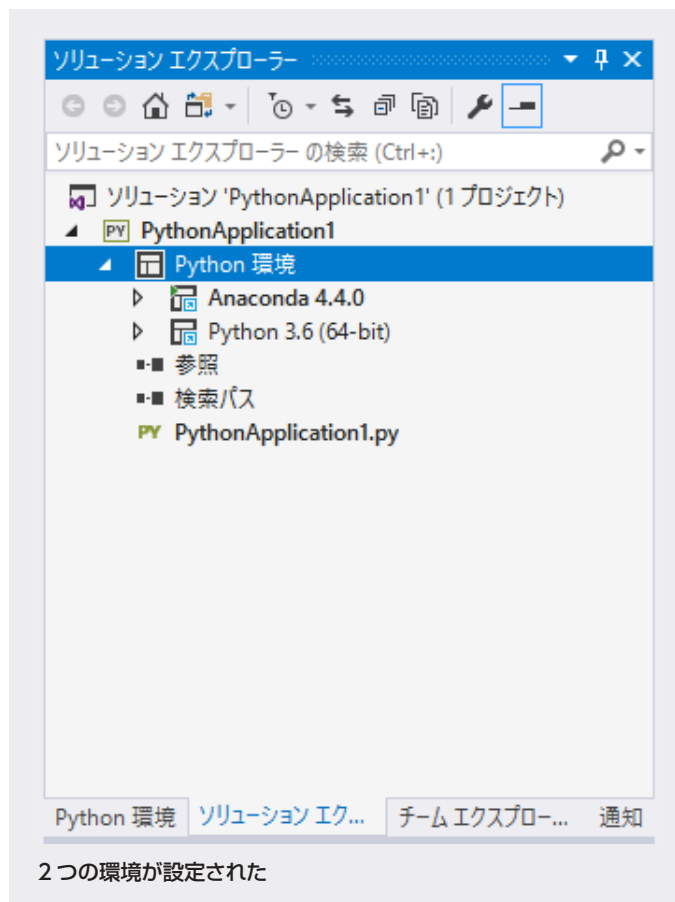 ソリューション エクスプローラー
ソリューション エクスプローラー の検索 (Ctrl+:)
ソリューション 'PythonApplication1' (1 プロジェクト)
PY PythonApplication1
Python 環境
Anaconda 4.4.0
Python 3.6 (64-bit)
参照
検索パス
PY PythonApplication1.py
Python 環境 ソリューション エク... チーム エクスプロー... 通知
2つの環境が設定された